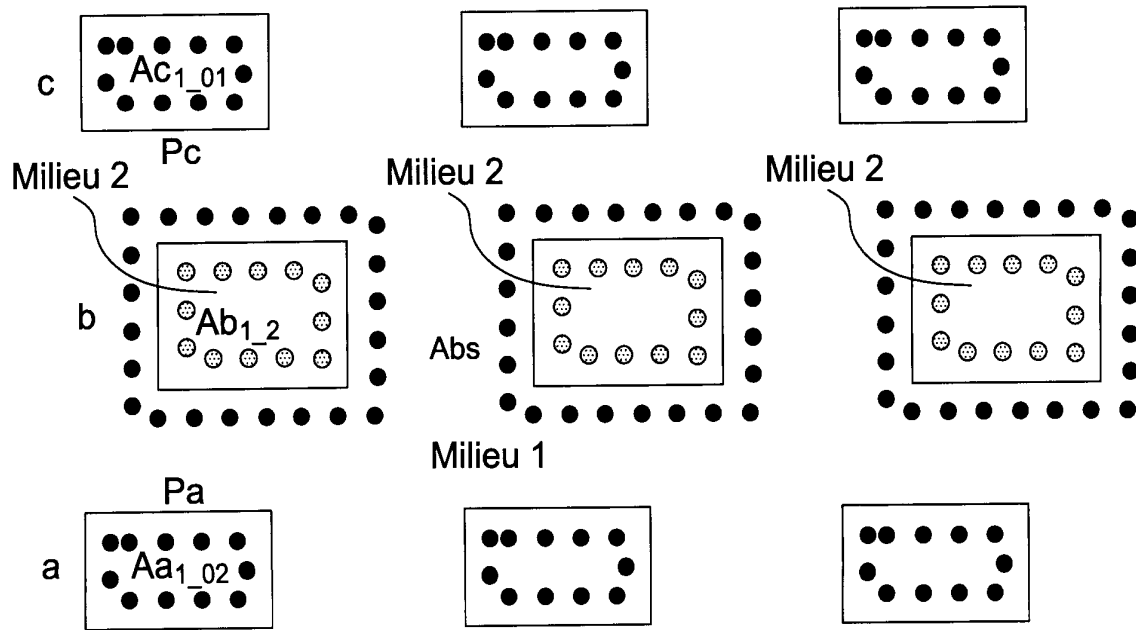 c
Ac1_01
Pc
Milieu 2
Milieu 2
Milieu 2
b
Ab1_2
Abs
Milieu 1
Pa
a
Aa1_02